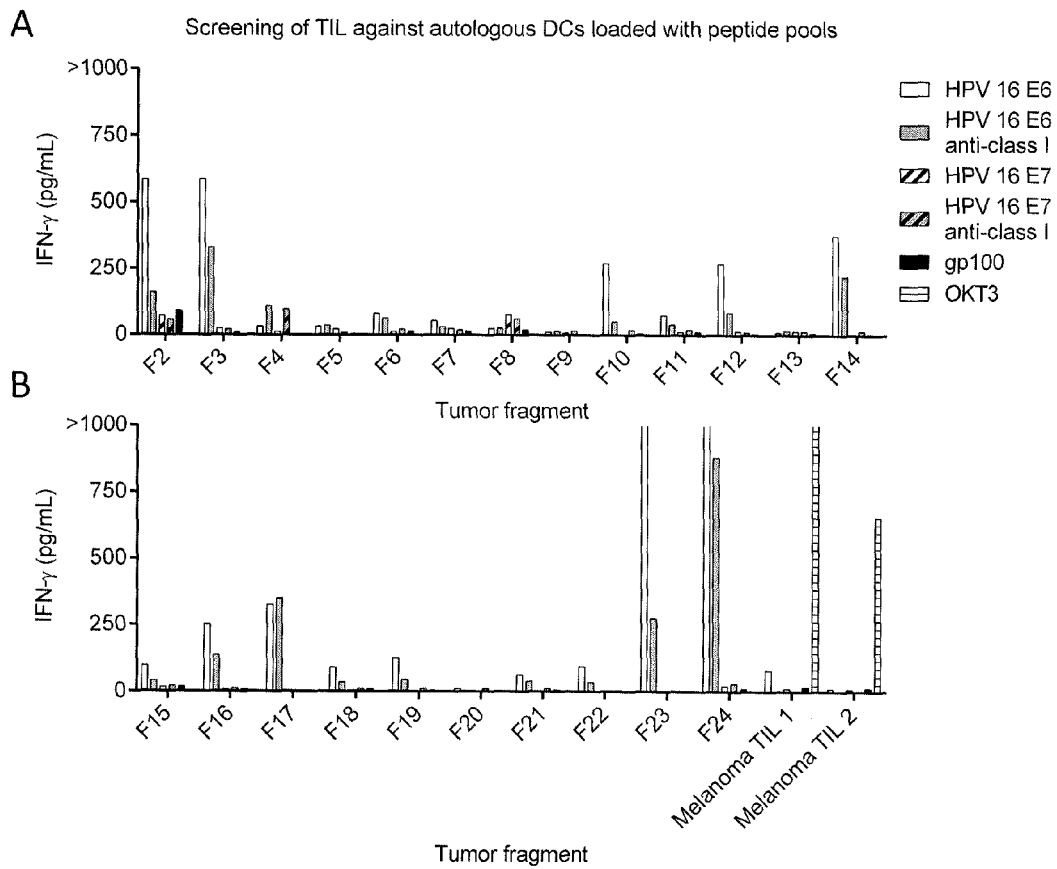 A
Screening of TIL against autologous DCs loaded with peptide pools
>1000
750
500
250
0
IFN-γ (pg/mL)
F2
F3
F4
F5
F6
F7
F8
F9
F10
F11
F12
F13
F14
Tumor fragment
HPV 16 E6
HPV 16 E6
anti-class I
HPV 16 E7
HPV 16 E7
anti-class I
gp100
OKT3
B
>1000
750
500
250
0
IFN-γ (pg/mL)
F15
F16
F17
F18
F19
F20
F21
F22
F23
F24
Melanoma TIL 1
Melanoma TIL 2
Tumor fragment